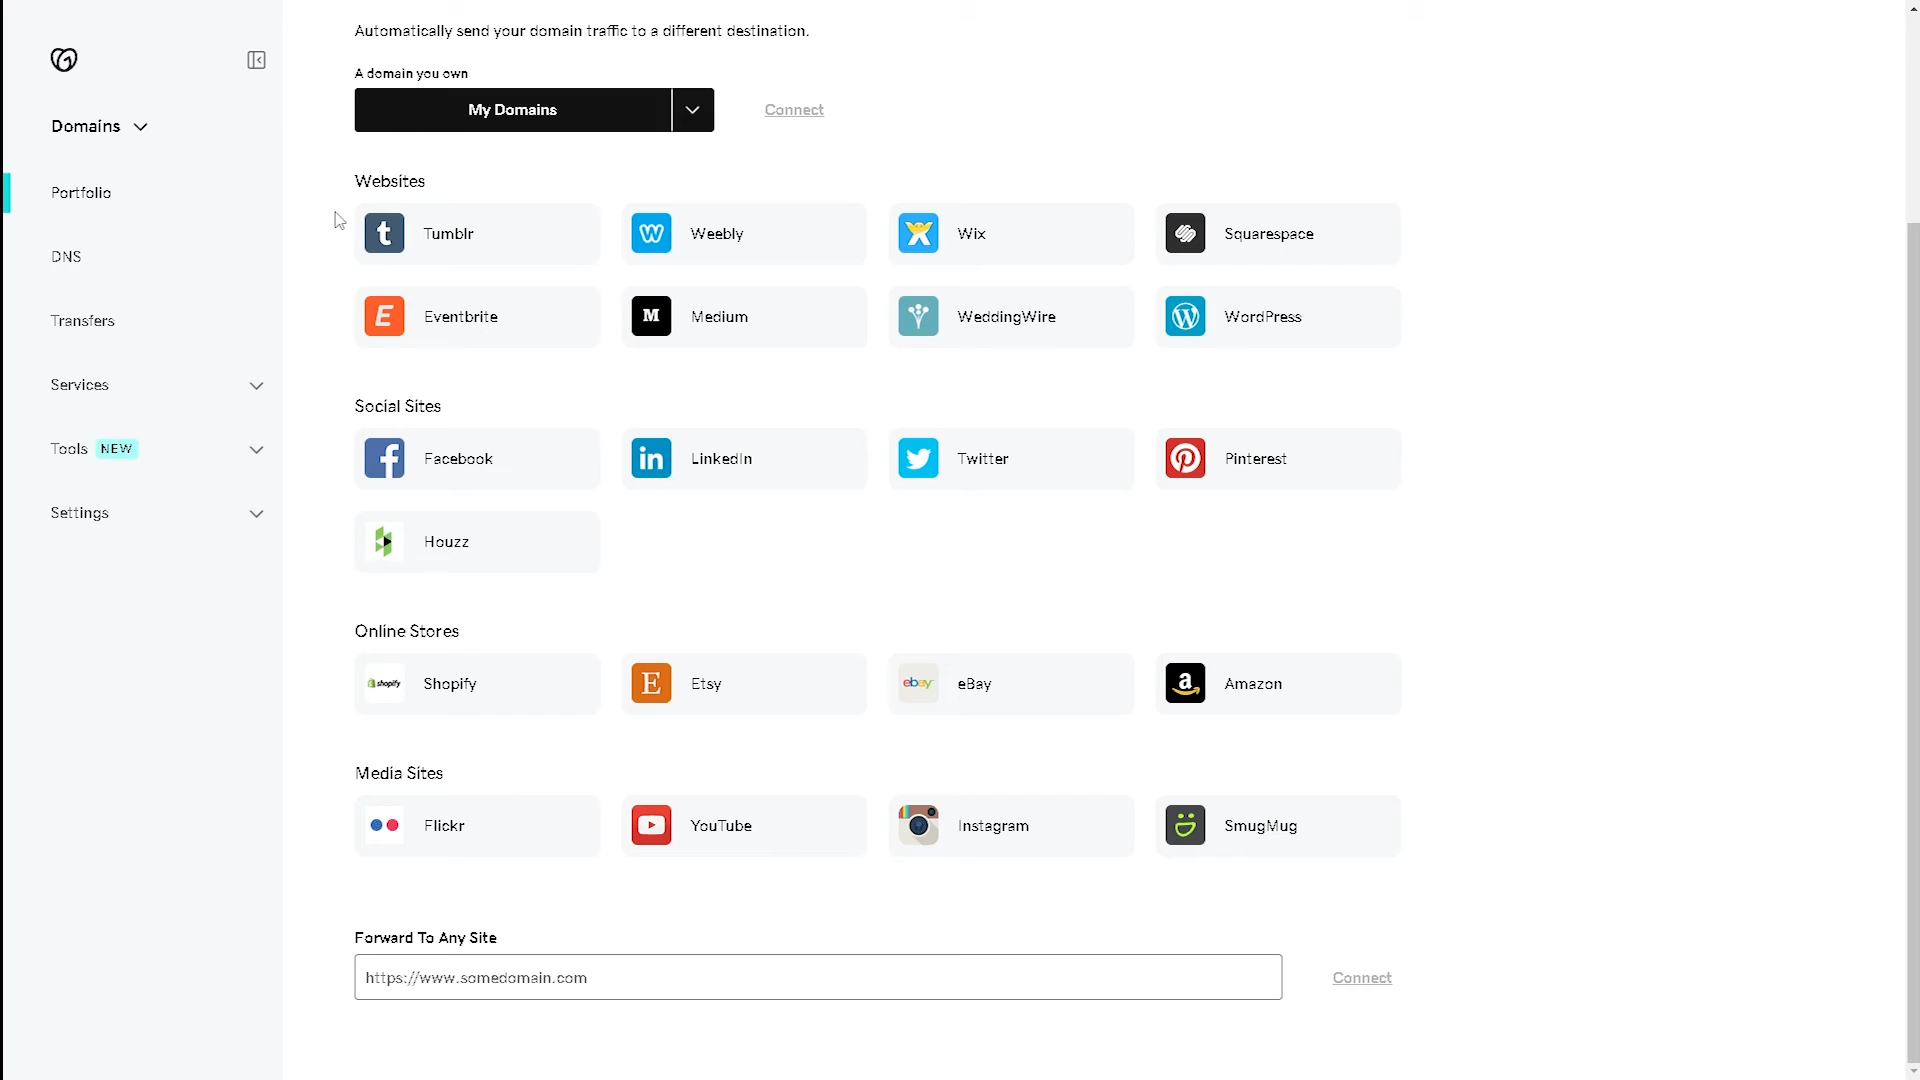 Automatically send your domain traffic to a different destination.
A domain you own
My Domains
Connect
Domains
Portfolio
DNS
Transfers
Services
Tools NEW
Settings
Websites
Tumblr
Weebly
Wix
Squarespace
Eventbrite
Medium
WeddingWire
WordPress
Social Sites
Facebook
LinkedIn
Twitter
Pinterest
Houzz
Online Stores
shopify
Shopify
Etsy
ebay
eBay
Amazon
Media Sites
Flickr
YouTube
Instagram
SmugMug
Forward To Any Site
https://www.somedomain.com
Connect